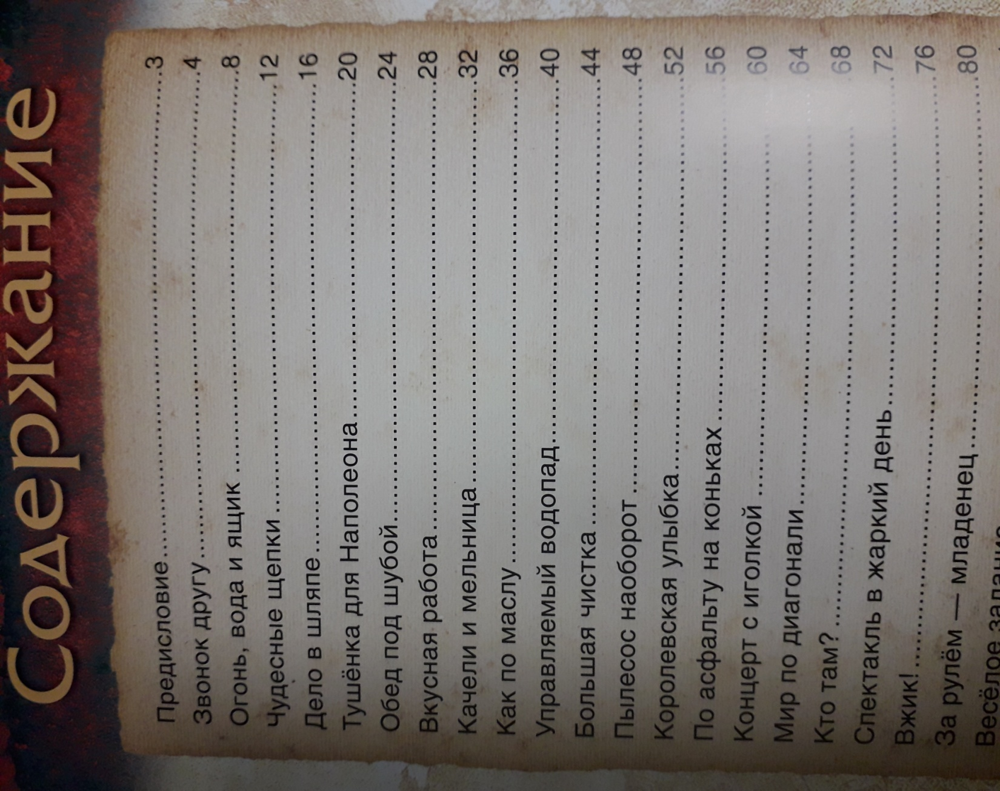 Содержание
Предисловие..........3
Звонок другу..........4
Огонь, вода и ящик..........8
Чудесные щепки..........12
Дело в шляпе..........16
Тушёнка для Наполеона..........20
Обед под шубой..........24
Вкусная работа..........28
Качели и мельница..........32
Как по маслу..........36
Управляемый водопад..........40
Большая чистка..........44
Пылесос наоборот..........48
Королевская улыбка..........52
По асфальту на коньках..........56
Концерт с иголкой..........60
Мир по диагонали..........64
Кто там?..........68
Спектакль в жаркий день..........72
Вжик!..........76
За рулём — младенец..........80
Весёлое